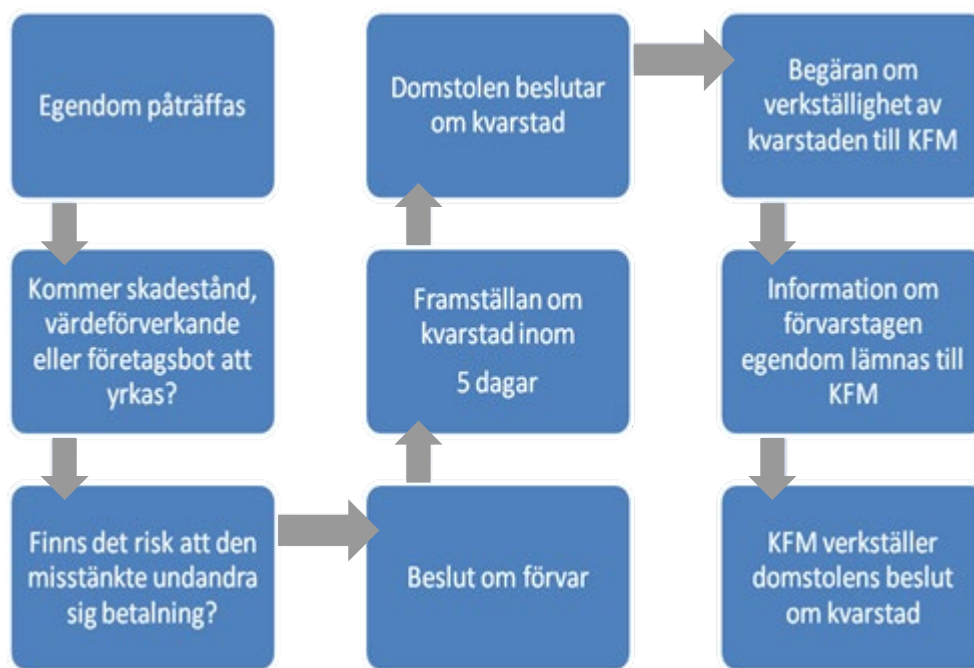 Egendom påträffas
Kommer skadestånd,
värdeförverkande
eller företagsbot att
yrkas?
Finns det risk att den
misstänkte undandra
sig betalning?
Beslut om förvar
Framställan om
kvarstad inom
5 dagar
Domstolen beslutar
om kvarstad
Begäran om
verkställighet av
kvarstaden till KFM
Information om
förvarstagen
egendom lämnas till
KFM
KFM verkställer
domstolens beslut
om kvarstad